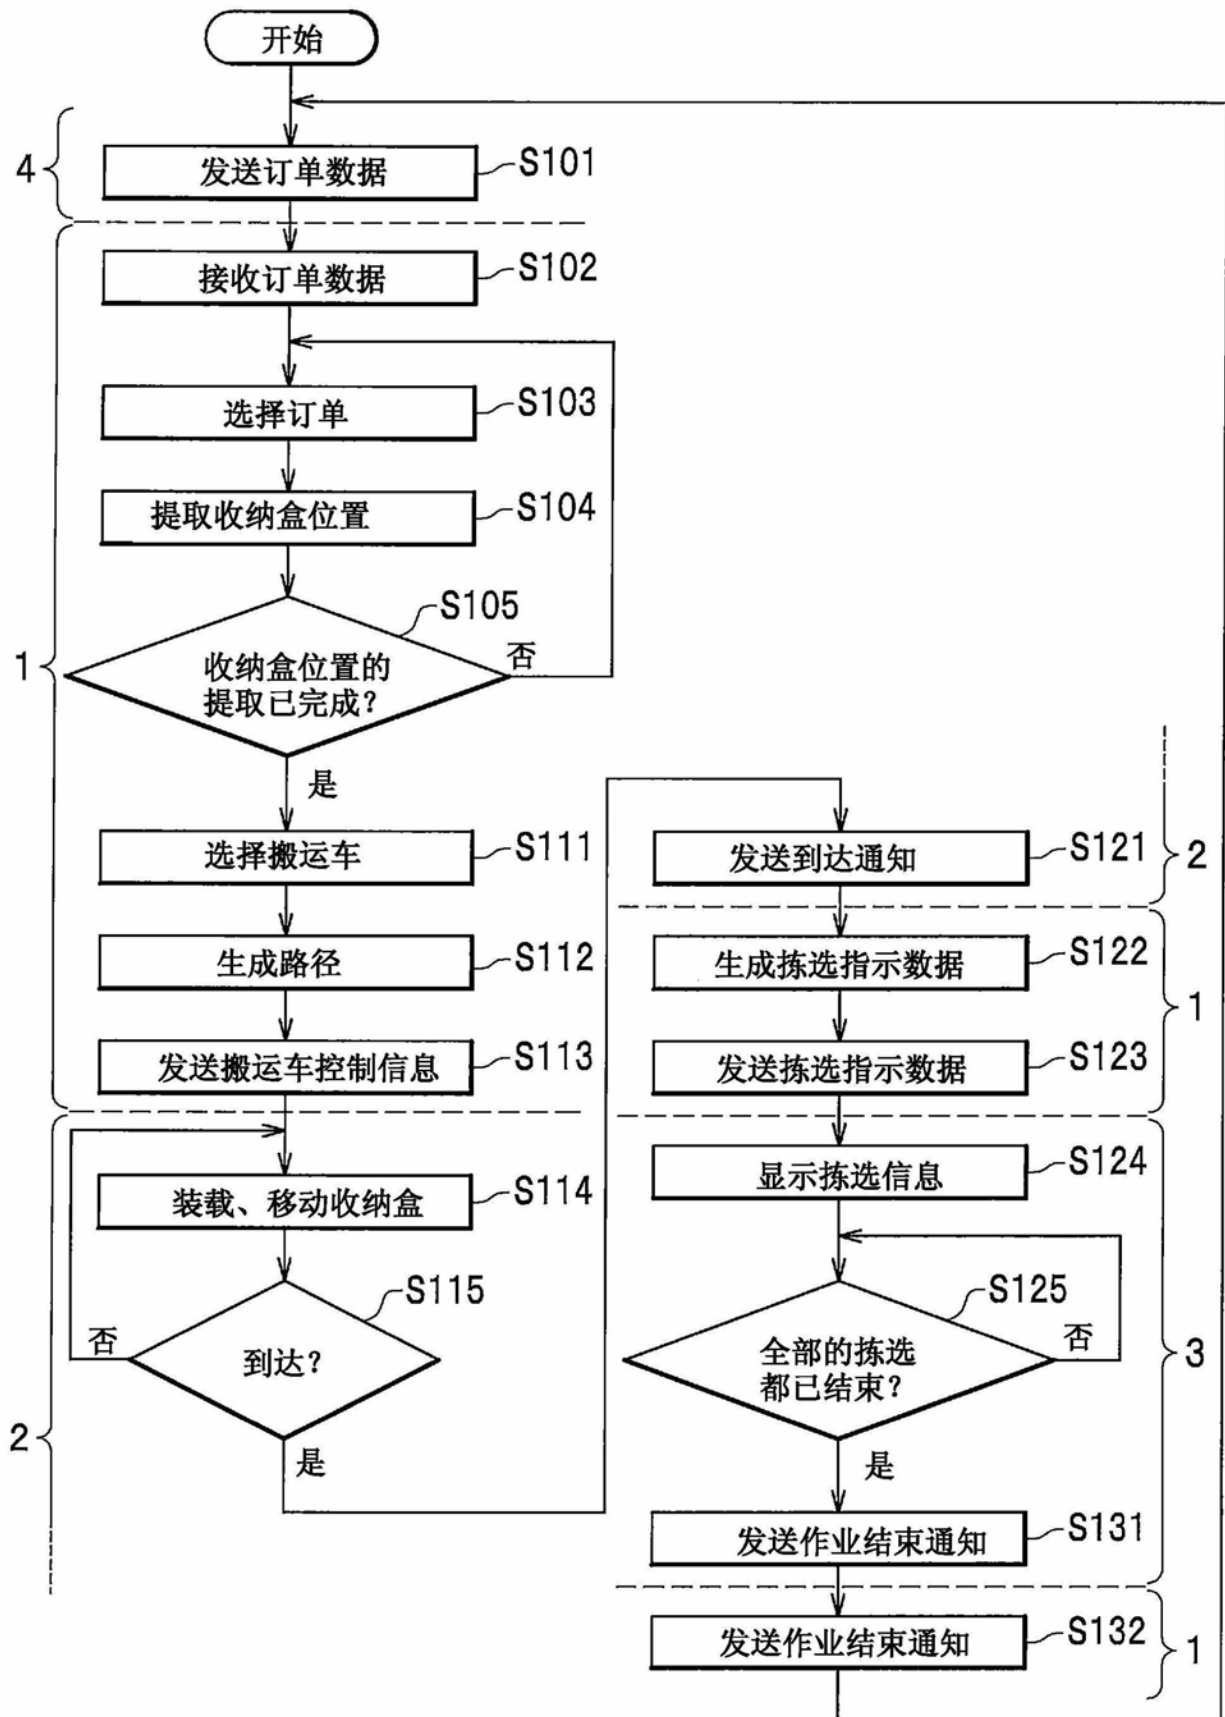 开始
4
发送订单数据
S101
接收订单数据
S102
选择订单
S103
提取收纳盒位置
S104
S105
收纳盒位置的
提取已完成？
否
1
是
选择搬运车
S111
生成路径
S112
发送搬运车控制信息
S113
装载、移动收纳盒
S114
S115
到达？
否
2
是
发送到达通知
S121
2
生成拣选指示数据
S122
1
发送拣选指示数据
S123
显示拣选信息
S124
S125
全部的拣选
都已结束？
否
3
是
发送作业结束通知
S131
发送作业结束通知
S132
1